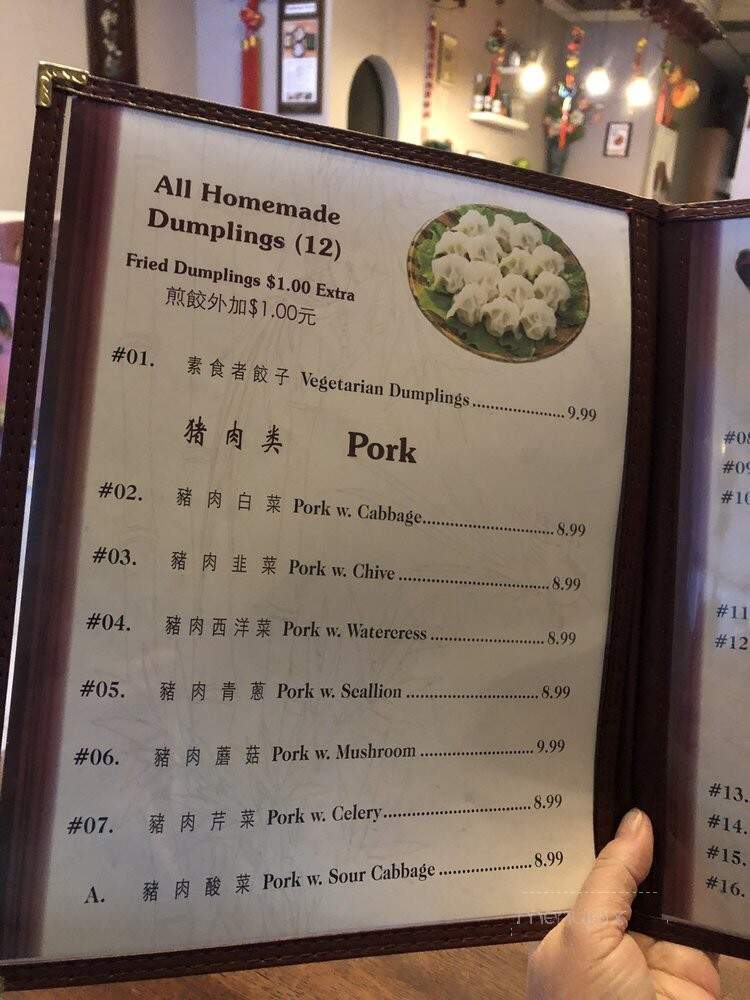 All Homemade
Dumplings (12)
Fried Dumplings $1.00 Extra
煎餃外加$1.00元
#01. 素食者餃子 Vegetarian Dumplings 9.99
猪肉类 Pork
#02. 豬肉白菜 Pork w. Cabbage 8.99
#03. 豬肉韭菜 Pork w. Chive 8.99
#04. 豬肉西洋菜 Pork w. Watercress 8.99
#05. 豬肉青蔥 Pork w. Scallion 8.99
#06. 豬肉蘑菇 Pork w. Mushroom 9.99
#07. 豬肉芹菜 Pork w. Celery 8.99
A. 豬肉酸菜 Pork w. Sour Cabbage 8.99
#09
#10
#11
#12
#13.
#14.
#15.
#16.